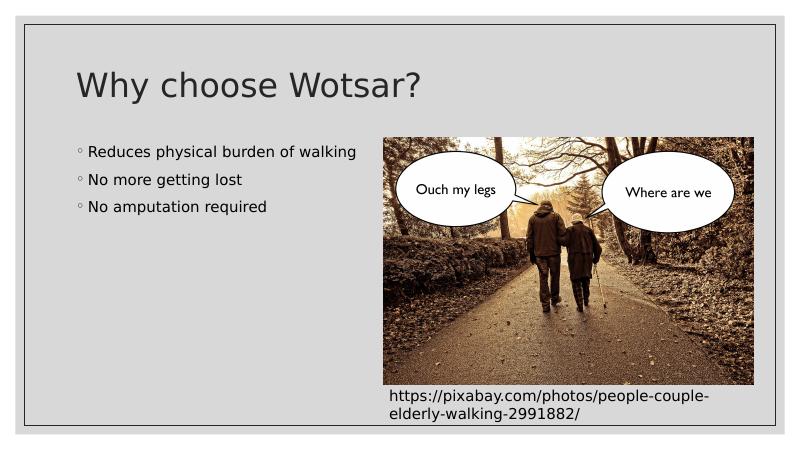 Why choose Wotsar?
◦ Reduces physical burden of walking
◦ No more getting lost
◦ No amputation required
Ouch my legs
Where are we
https://pixabay.com/photos/people-couple-
elderly-walking-2991882/